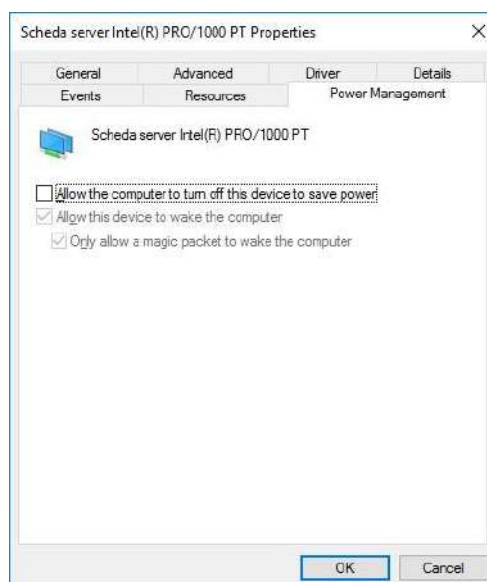 Scheda server Intel(R) PRO/1000 PT Properties
General Advanced Driver Details
Events Resources Power Management
Scheda server Intel(R) PRO/1000 PT
Allow the computer to turn off this device to save power
Allow this device to wake the computer
Only allow a magic packet to wake the computer
OK Cancel